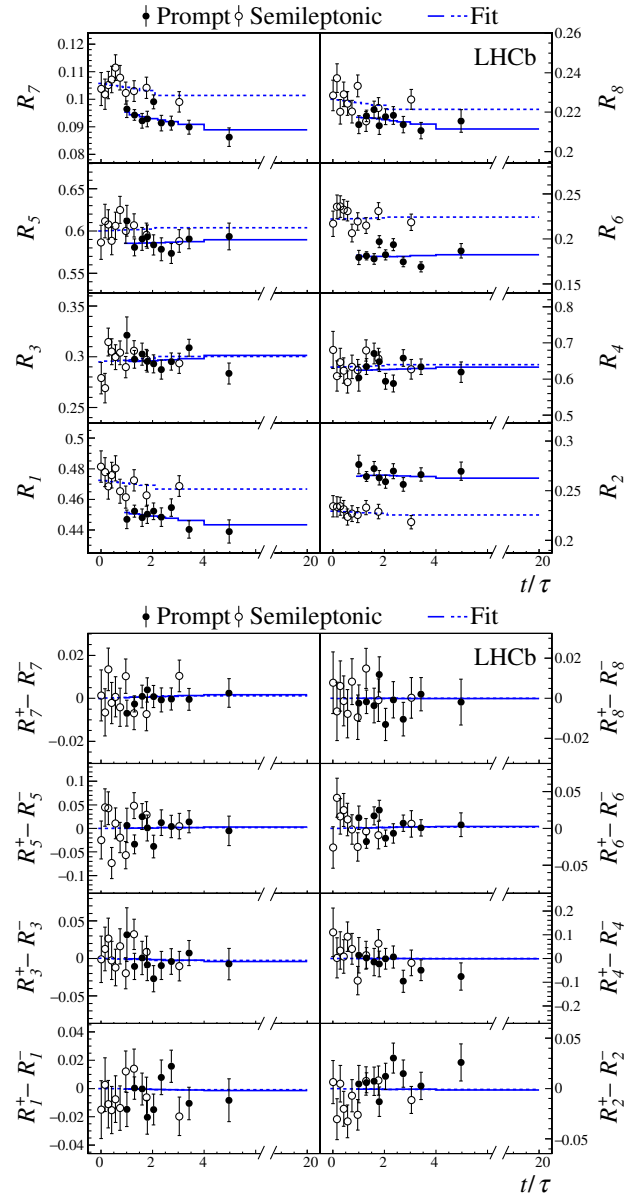 Prompt Semileptonic Fit
LHCb
0.12
0.11
0.1
0.09
0.08
R7
0.26
0.24
0.22
0.2
R8
0.65
0.6
0.55
R5
0.25
0.2
0.15
R6
0.35
0.3
0.25
R3
0.8
0.7
0.6
0.5
R4
0.5
0.48
0.46
0.44
R1
0.3
0.25
0.2
R2
0 2 4 20
0 2 4 20
t/τ
Prompt Semileptonic Fit
LHCb
0.02
0
−0.02
R7+ − R7−
0.02
0
−0.02
R8+ − R8−
0.1
0.05
0
−0.05
−0.1
R5+ − R5−
0.05
0
−0.05
R6+ − R6−
0.05
0
−0.05
R3+ − R3−
0.2
0.1
0
−0.1
−0.2
R4+ − R4−
0.04
0.02
0
−0.02
−0.04
R1+ − R1−
0.05
0
−0.05
R2+ − R2−
0 2 4 20
0 2 4 20
t/τ